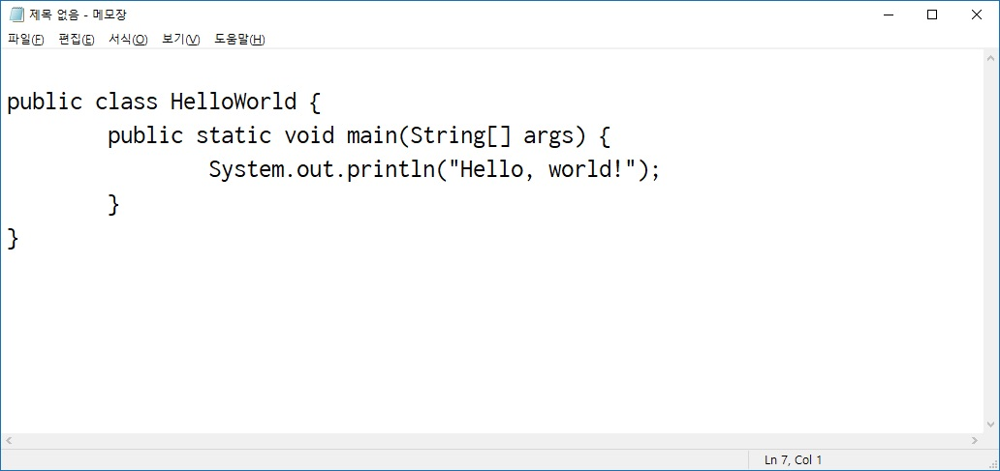 제목 없음 - 메모장
파일(F) 편집(E) 서식(O) 보기(V) 도움말(H)
public class HelloWorld {
        public static void main(String[] args) {
                System.out.println("Hello, world!");
        }
}
Ln 7, Col 1